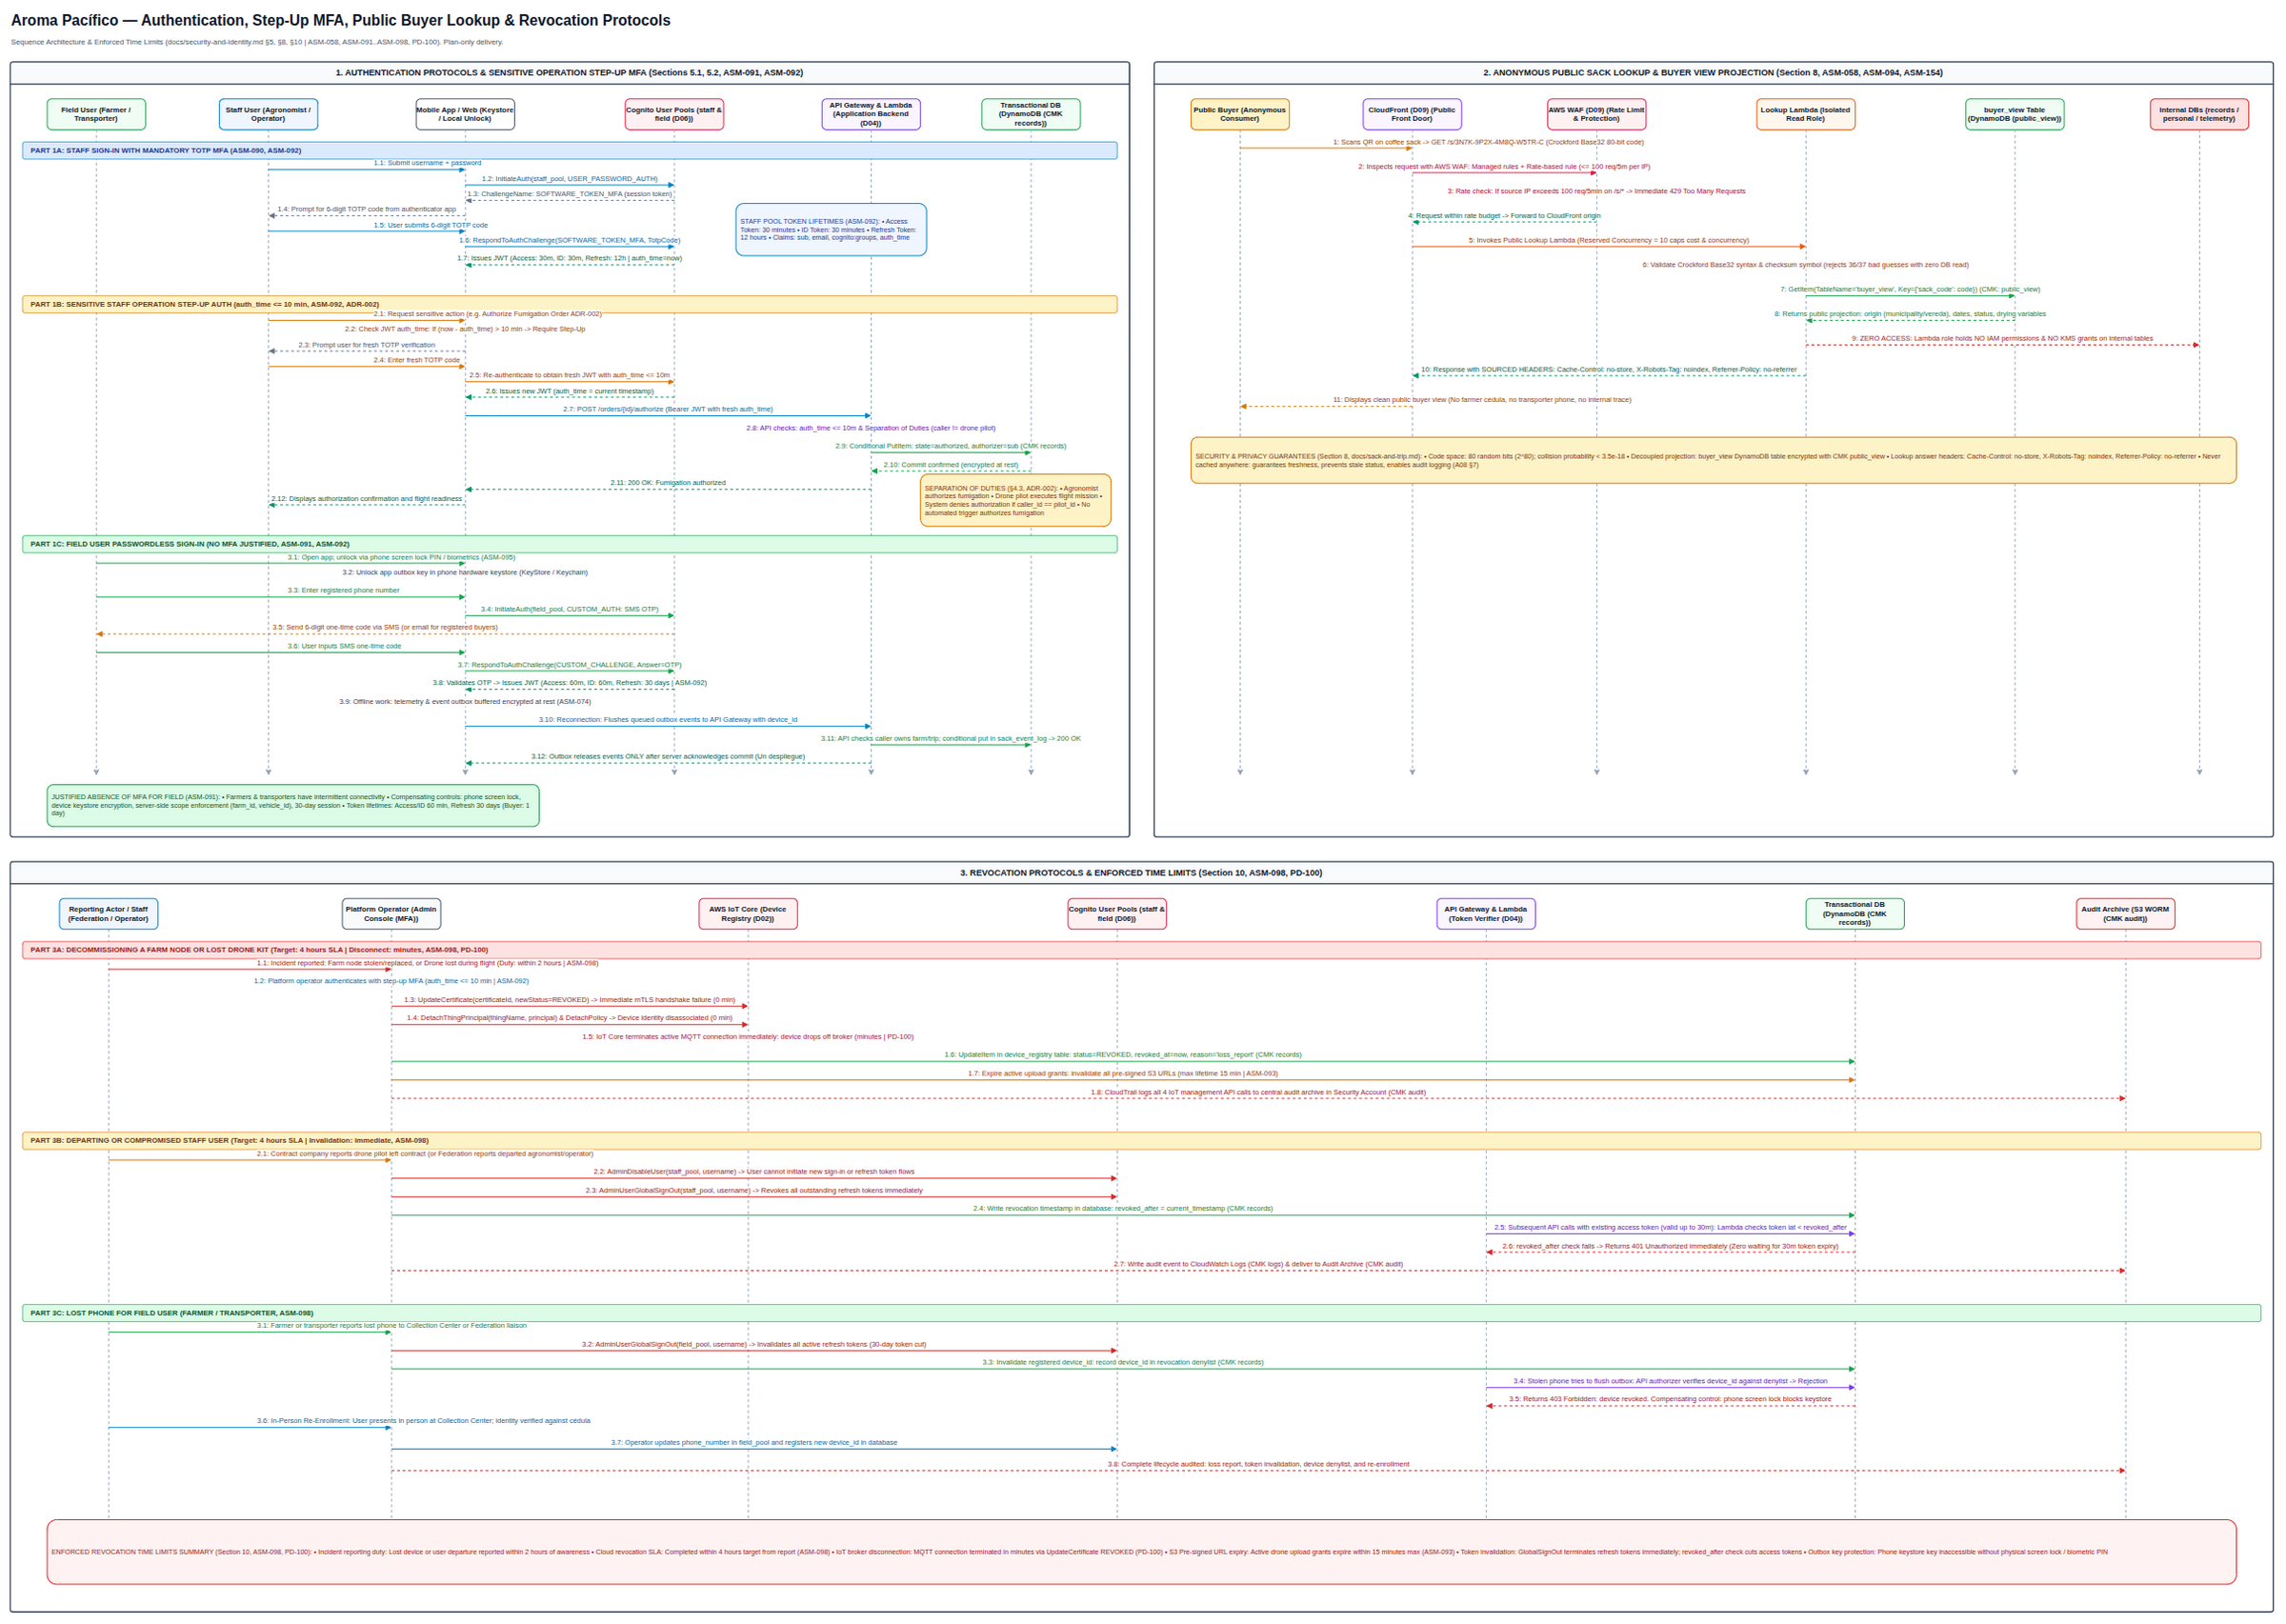 Aroma Pacífico — Authentication, Step-Up MFA, Public Buyer Lookup & Revocation Protocols
Sequence Architecture & Enforced Time Limits (docs/security-and-identity.md §5, §8, §10 | ASM-058, ASM-091..ASM-098, PD-100). Plan-only delivery.
1. AUTHENTICATION PROTOCOLS & SENSITIVE OPERATION STEP-UP MFA (Sections 5.1, 5.2, ASM-091, ASM-092)
Field User (Farmer /
Transporter)
Staff User (Agronomist /
Operator)
Mobile App / Web (Keystore
/ Local Unlock)
Cognito User Pools (staff &
field (D06))
API Gateway & Lambda
(Application Backend
(D04))
Transactional DB
(DynamoDB (CMK
records))
PART 1A: STAFF SIGN-IN WITH MANDATORY TOTP MFA (ASM-090, ASM-092)
1.1: Submit username + password
1.2: InitiateAuth(staff_pool, USER_PASSWORD_AUTH)
1.3: ChallengeName: SOFTWARE_TOKEN_MFA (session token)
1.4: Prompt for 6-digit TOTP code from authenticator app
1.5: User submits 6-digit TOTP code
1.6: RespondToAuthChallenge(SOFTWARE_TOKEN_MFA, TotpCode)
1.7: Issues JWT (Access: 30m, ID: 30m, Refresh: 12h | auth_time=now)
STAFF POOL TOKEN LIFETIMES (ASM-092): • Access
Token: 30 minutes • ID Token: 30 minutes • Refresh Token:
12 hours • Claims: sub, email, cognito:groups, auth_time
PART 1B: SENSITIVE STAFF OPERATION STEP-UP AUTH (auth_time <= 10 min, ASM-092, ADR-002)
2.1: Request sensitive action (e.g. Authorize Fumigation Order ADR-002)
2.2: Check JWT auth_time: If (now - auth_time) > 10 min -> Require Step-Up
2.3: Prompt user for fresh TOTP verification
2.4: Enter fresh TOTP code
2.5: Re-authenticate to obtain fresh JWT with auth_time <= 10m
2.6: Issues new JWT (auth_time = current timestamp)
2.7: POST /orders/{id}/authorize (Bearer JWT with fresh auth_time)
2.8: API checks: auth_time <= 10m & Separation of Duties (caller != drone pilot)
2.9: Conditional PutItem: state=authorized, authorizer=sub (CMK records)
2.10: Commit confirmed (encrypted at rest)
2.11: 200 OK: Fumigation authorized
2.12: Displays authorization confirmation and flight readiness
SEPARATION OF DUTIES (§4.3, ADR-002): • Agronomist
authorizes fumigation • Drone pilot executes flight mission •
System denies authorization if caller_id == pilot_id • No
automated trigger authorizes fumigation
PART 1C: FIELD USER PASSWORDLESS SIGN-IN (NO MFA JUSTIFIED, ASM-091, ASM-092)
3.1: Open app; unlock via phone screen lock PIN / biometrics (ASM-095)
3.2: Unlock app outbox key in phone hardware keystore (KeyStore / Keychain)
3.3: Enter registered phone number
3.4: InitiateAuth(field_pool, CUSTOM_AUTH: SMS OTP)
3.5: Send 6-digit one-time code via SMS (or email for registered buyers)
3.6: User inputs SMS one-time code
3.7: RespondToAuthChallenge(CUSTOM_CHALLENGE, Answer=OTP)
3.8: Validates OTP -> Issues JWT (Access: 60m, ID: 60m, Refresh: 30 days | ASM-092)
3.9: Offline work: telemetry & event outbox buffered encrypted at rest (ASM-074)
3.10: Reconnection: Flushes queued outbox events to API Gateway with device_id
3.11: API checks caller owns farm/trip; conditional put in sack_event_log -> 200 OK
3.12: Outbox releases events ONLY after server acknowledges commit (Un despliegue)
JUSTIFIED ABSENCE OF MFA FOR FIELD (ASM-091): • Farmers & transporters have intermittent connectivity • Compensating controls: phone screen lock,
device keystore encryption, server-side scope enforcement (farm_id, vehicle_id), 30-day session • Token lifetimes: Access/ID 60 min, Refresh 30 days (Buyer: 1
day)
2. ANONYMOUS PUBLIC SACK LOOKUP & BUYER VIEW PROJECTION (Section 8, ASM-058, ASM-094, ASM-154)
Public Buyer (Anonymous
Consumer)
CloudFront (D09) (Public
Front Door)
AWS WAF (D09) (Rate Limit
& Protection)
Lookup Lambda (Isolated
Read Role)
buyer_view Table
(DynamoDB (public_view))
Internal DBs (records /
personal / telemetry)
1: Scans QR on coffee sack -> GET /s/3N7K-9P2X-4M8Q-W5TR-C (Crockford Base32 80-bit code)
2: Inspects request with AWS WAF: Managed rules + Rate-based rule (<= 100 req/5m per IP)
3: Rate check: If source IP exceeds 100 req/5min on /s/* -> Immediate 429 Too Many Requests
4: Request within rate budget -> Forward to CloudFront origin
5: Invokes Public Lookup Lambda (Reserved Concurrency = 10 caps cost & concurrency)
6: Validate Crockford Base32 syntax & checksum symbol (rejects 36/37 bad guesses with zero DB read)
7: GetItem(TableName='buyer_view', Key={'sack_code': code}) (CMK: public_view)
8: Returns public projection: origin (municipality/vereda), dates, status, drying variables
9: ZERO ACCESS: Lambda role holds NO IAM permissions & NO KMS grants on internal tables
10: Response with SOURCED HEADERS: Cache-Control: no-store, X-Robots-Tag: noindex, Referrer-Policy: no-referrer
11: Displays clean public buyer view (No farmer cédula, no transporter phone, no internal trace)
SECURITY & PRIVACY GUARANTEES (Section 8, docs/sack-and-trip.md): • Code space: 80 random bits (2^80); collision probability < 3.5e-18 • Decoupled projection: buyer_view DynamoDB table encrypted with CMK public_view • Lookup answer headers: Cache-Control: no-store, X-Robots-Tag: noindex, Referrer-Policy: no-referrer • Never
cached anywhere: guarantees freshness, prevents stale status, enables audit logging (A08 §7)
3. REVOCATION PROTOCOLS & ENFORCED TIME LIMITS (Section 10, ASM-098, PD-100)
Reporting Actor / Staff
(Federation / Operator)
Platform Operator (Admin
Console (MFA))
AWS IoT Core (Device
Registry (D02))
Cognito User Pools (staff &
field (D06))
API Gateway & Lambda
(Token Verifier (D04))
Transactional DB
(DynamoDB (CMK
records))
Audit Archive (S3 WORM
(CMK audit))
PART 3A: DECOMMISSIONING A FARM NODE OR LOST DRONE KIT (Target: 4 hours SLA | Disconnect: minutes, ASM-098, PD-100)
1.1: Incident reported: Farm node stolen/replaced, or Drone lost during flight (Duty: within 2 hours | ASM-098)
1.2: Platform operator authenticates with step-up MFA (auth_time <= 10 min | ASM-092)
1.3: UpdateCertificate(certificateId, newStatus=REVOKED) -> Immediate mTLS handshake failure (0 min)
1.4: DetachThingPrincipal(thingName, principal) & DetachPolicy -> Device identity disassociated (0 min)
1.5: IoT Core terminates active MQTT connection immediately: device drops off broker (minutes | PD-100)
1.6: UpdateItem in device_registry table: status=REVOKED, revoked_at=now, reason='loss_report' (CMK records)
1.7: Expire active upload grants: invalidate all pre-signed S3 URLs (max lifetime 15 min | ASM-093)
1.8: CloudTrail logs all 4 IoT management API calls to central audit archive in Security Account (CMK audit)
PART 3B: DEPARTING OR COMPROMISED STAFF USER (Target: 4 hours SLA | Invalidation: Immediate, ASM-098)
2.1: Contract company reports drone pilot left contract (or Federation reports departed agronomist/operator)
2.2: AdminDisableUser(staff_pool, username) -> User cannot initiate new sign-in or refresh token flows
2.3: AdminUserGlobalSignOut(staff_pool, username) -> Revokes all outstanding refresh tokens immediately
2.4: Write revocation timestamp in database: revoked_after = current_timestamp (CMK records)
2.5: Subsequent API calls with existing access token (valid up to 30m): Lambda checks token iat < revoked_after
2.6: revoked_after check fails -> Returns 401 Unauthorized immediately (Zero waiting for 30m token expiry)
2.7: Write audit event to CloudWatch Logs (CMK logs) & deliver to Audit Archive (CMK audit)
PART 3C: LOST PHONE FOR FIELD USER (FARMER / TRANSPORTER, ASM-098)
3.1: Farmer or transporter reports lost phone to Collection Center or Federation liaison
3.2: AdminUserGlobalSignOut(field_pool, username) -> Invalidates all active refresh tokens (30-day token cut)
3.3: Invalidate registered device_id: record device_id in revocation denylist (CMK records)
3.4: Stolen phone tries to flush outbox: API authorizer verifies device_id against denylist -> Rejection
3.5: Returns 403 Forbidden: device revoked. Compensating control: phone screen lock blocks keystore
3.6: In-Person Re-Enrollment: User presents in person at Collection Center; identity verified against cédula
3.7: Operator updates phone_number in field_pool and registers new device_id in database
3.8: Complete lifecycle audited: loss report, token invalidation, device denylist, and re-enrollment
ENFORCED REVOCATION TIME LIMITS SUMMARY (Section 10, ASM-098, PD-100): • Incident reporting duty: Lost device or user departure reported within 2 hours of awareness • Cloud revocation SLA: Completed within 4 hours target from report (ASM-098) • IoT broker disconnection: MQTT connection terminated in minutes via UpdateCertificate REVOKED (PD-100) • S3 Pre-signed URL expiry: Active drone upload grants expire within 15 minutes max (ASM-093) • Token invalidation: GlobalSignOut terminates refresh tokens immediately; revoked_after check cuts access tokens • Outbox key protection: Phone keystore key inaccessible without physical screen lock / biometric PIN